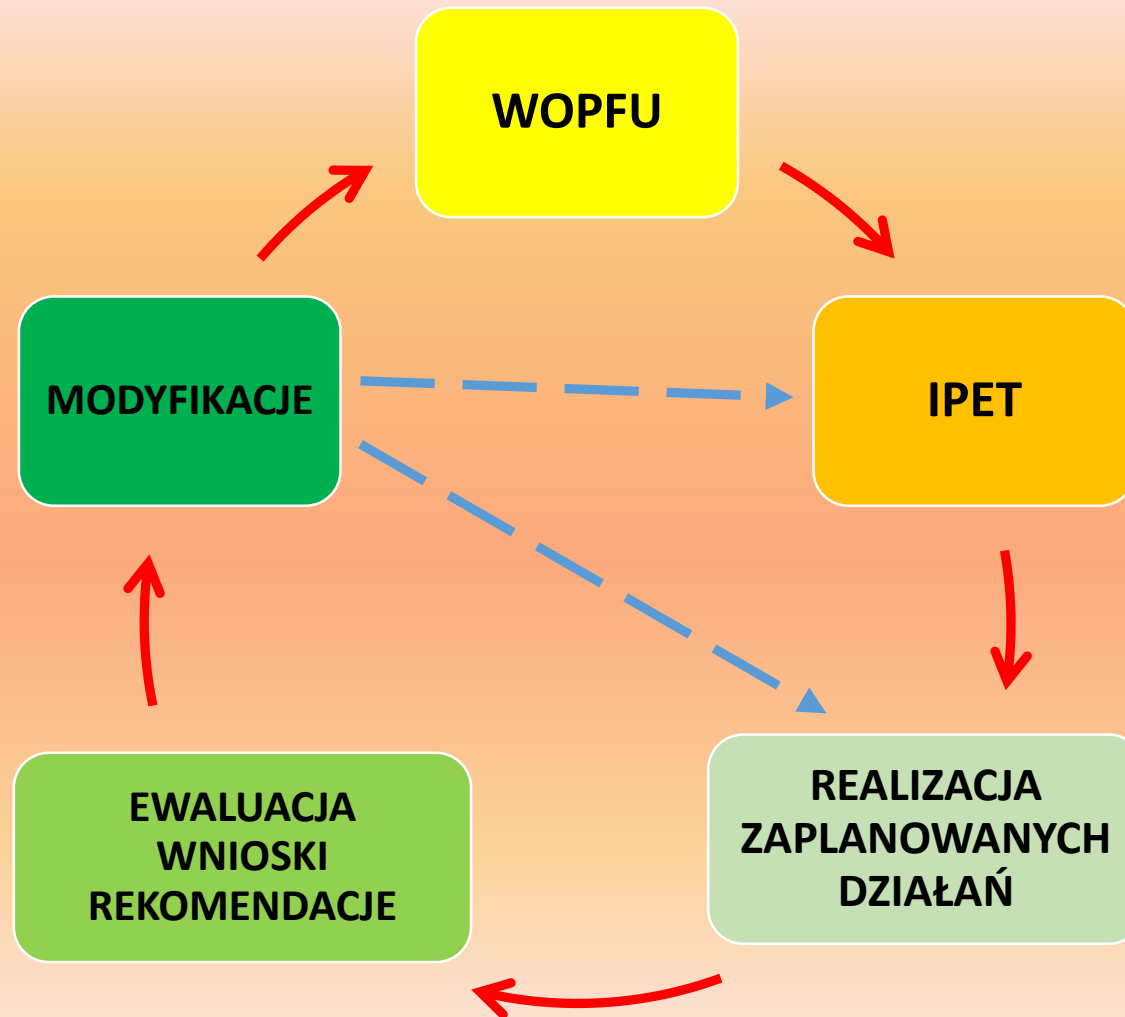 WOPFU
MODYFIKACJE
IPET
EWALUACJA
WNIOSKI
REKOMENDACJE
REALIZACJA
ZAPLANOWANYCH
DZIAŁAŃ